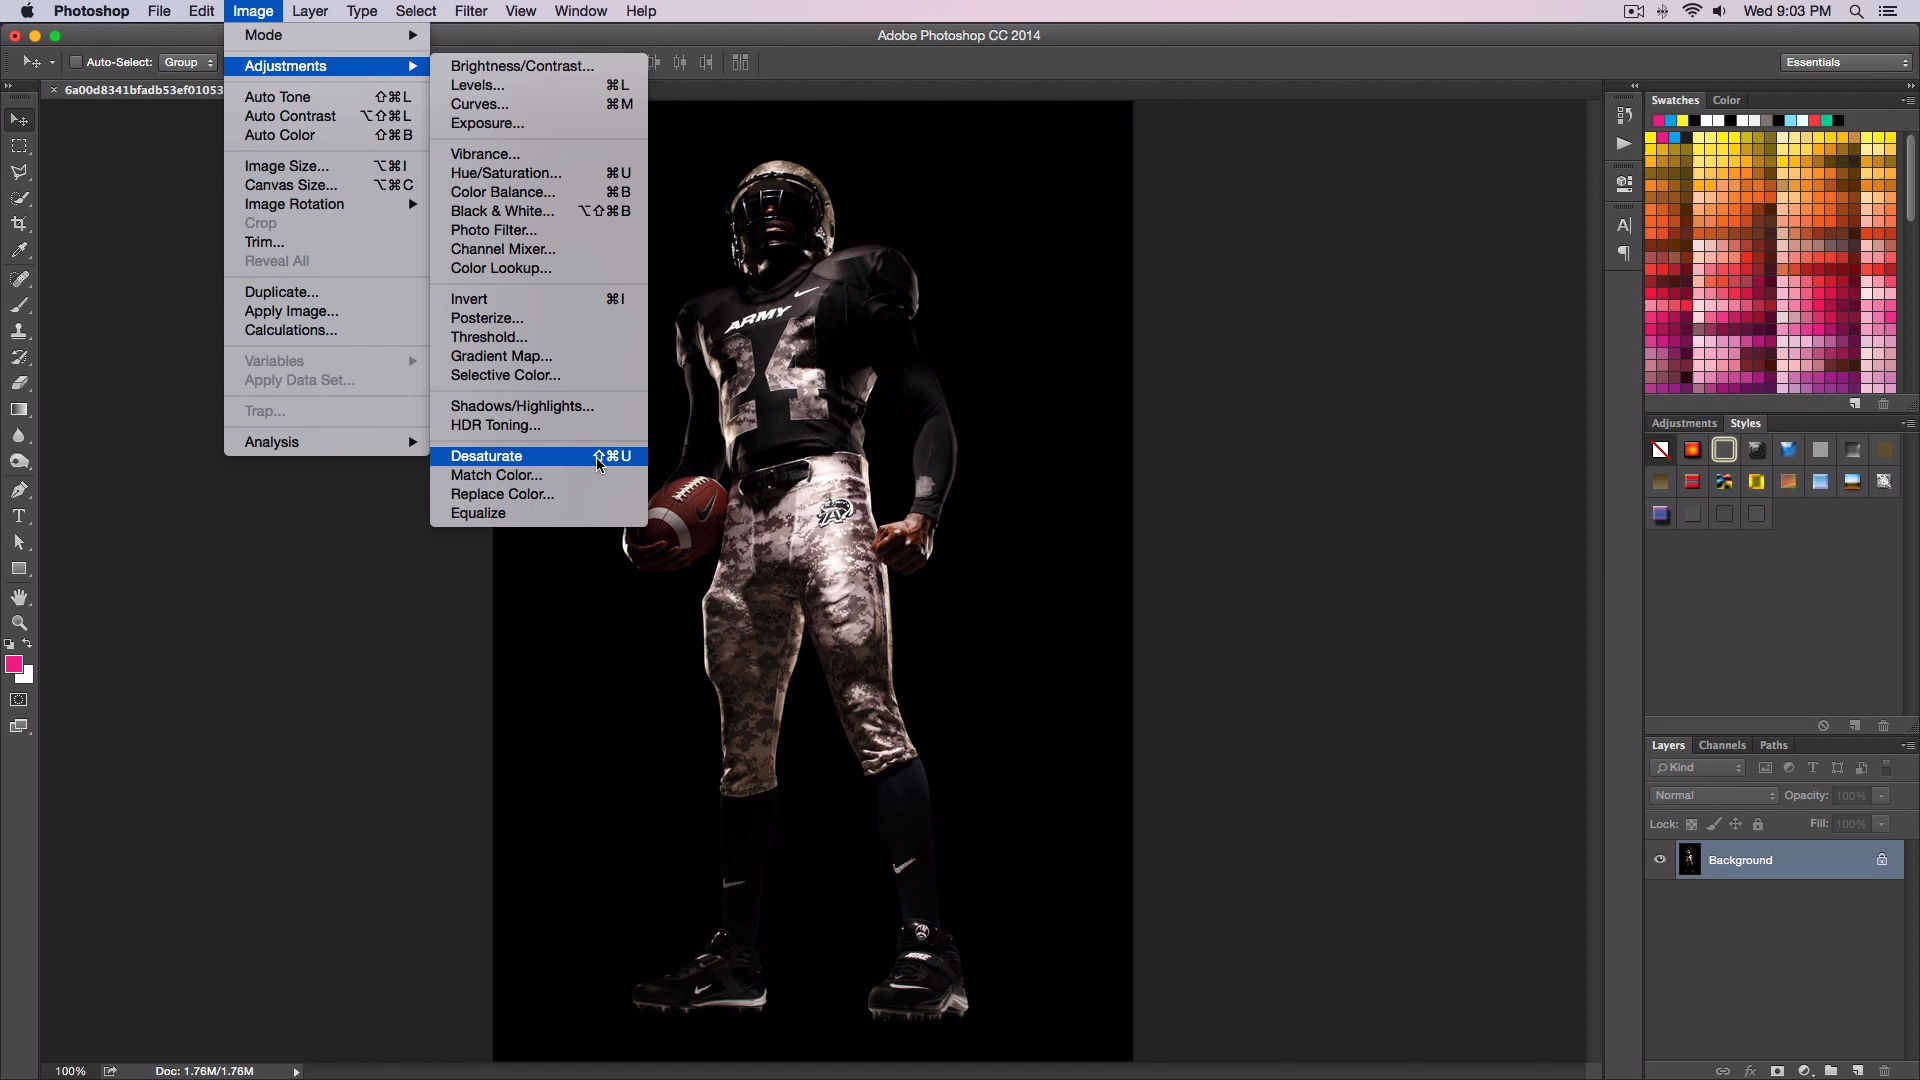 Photoshop File Edit Image Layer Type Select Filter View Window Help Wed 9:03 PM
Adobe Photoshop CC 2014
Auto-Select: Group Essentials
× 6a00d8341bfadb53ef01053
Mode
Adjustments
Auto Tone ⇧⌘L
Auto Contrast ⌥⇧⌘L
Auto Color ⇧⌘B
Image Size... ⌥⌘I
Canvas Size... ⌥⌘C
Image Rotation
Crop
Trim...
Reveal All
Duplicate...
Apply Image...
Calculations...
Variables
Apply Data Set...
Trap...
Analysis
Brightness/Contrast...
Levels... ⌘L
Curves... ⌘M
Exposure...
Vibrance...
Hue/Saturation... ⌘U
Color Balance... ⌘B
Black & White... ⌥⇧⌘B
Photo Filter...
Channel Mixer...
Color Lookup...
Invert ⌘I
Posterize...
Threshold...
Gradient Map...
Selective Color...
Shadows/Highlights...
HDR Toning...
Desaturate ⇧⌘U
Match Color...
Replace Color...
Equalize
ARMY
24
A
NIKE
Swatches Color
Adjustments Styles
Layers Channels Paths
Kind
Normal Opacity: 100%
Lock: Fill: 100%
Background
100% Doc: 1.76M/1.76M